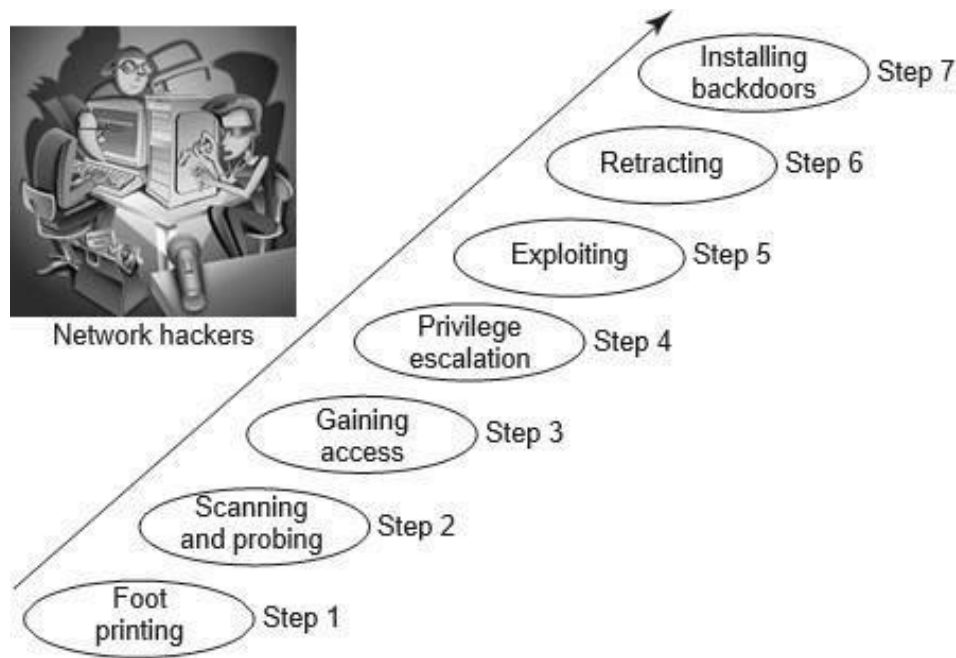 Installing
backdoors
Step 7
Retracting
Step 6
Exploiting
Step 5
Network hackers
Privilege
escalation
Step 4
Gaining
access
Step 3
Scanning
and probing
Step 2
Foot
printing
Step 1